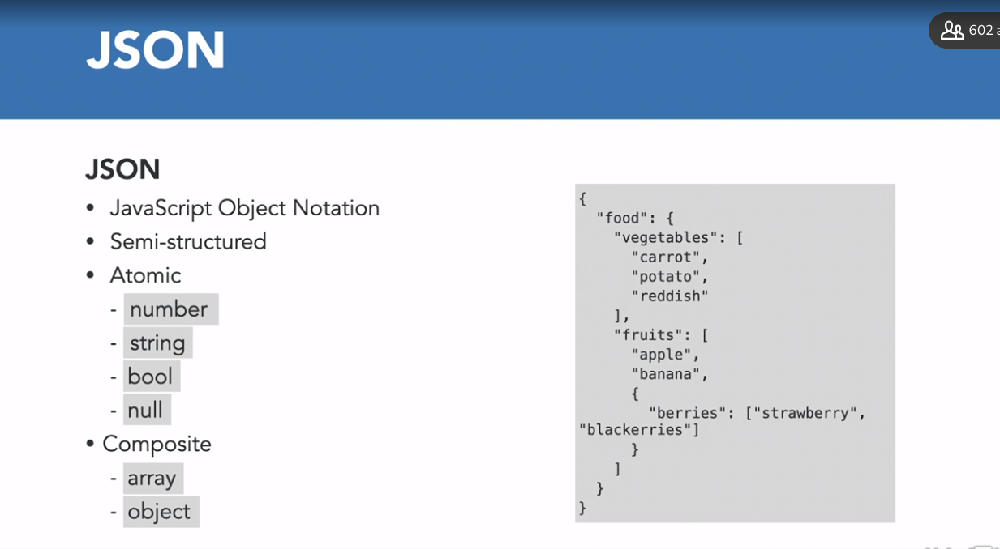 JSON
602
JSON
• JavaScript Object Notation
• Semi-structured
• Atomic
- number
- string
- bool
- null
• Composite
- array
- object
{
  "food": {
    "vegetables": [
      "carrot",
      "potato",
      "reddish"
    ],
    "fruits": [
      "apple",
      "banana",
      {
        "berries": ["strawberry",
"blackerries"]
      }
    ]
  }
}